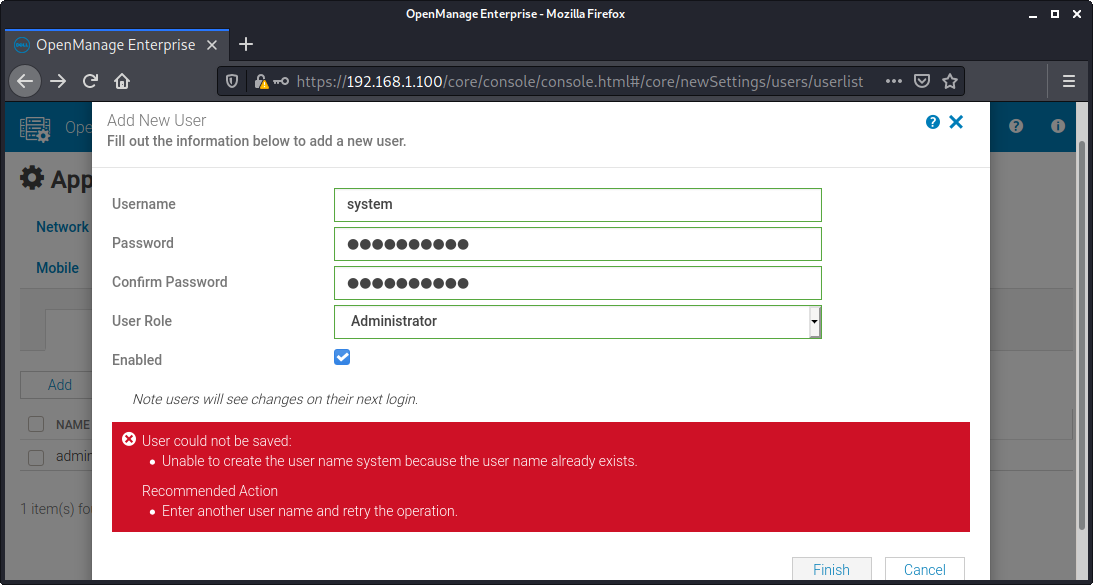 OpenManage Enterprise - Mozilla Firefox
OpenManage Enterprise
https://192.168.1.100/core/console/console.html#/core/newSettings/users/userlist
Ope
App
Network
Mobile
Add
NAME
admin
1 item(s) fo
Add New User
Fill out the information below to add a new user.
Username system
Password
Confirm Password
User Role Administrator
Enabled
Note users will see changes on their next login.
User could not be saved:
• Unable to create the user name system because the user name already exists.
Recommended Action
• Enter another user name and retry the operation.
Finish Cancel